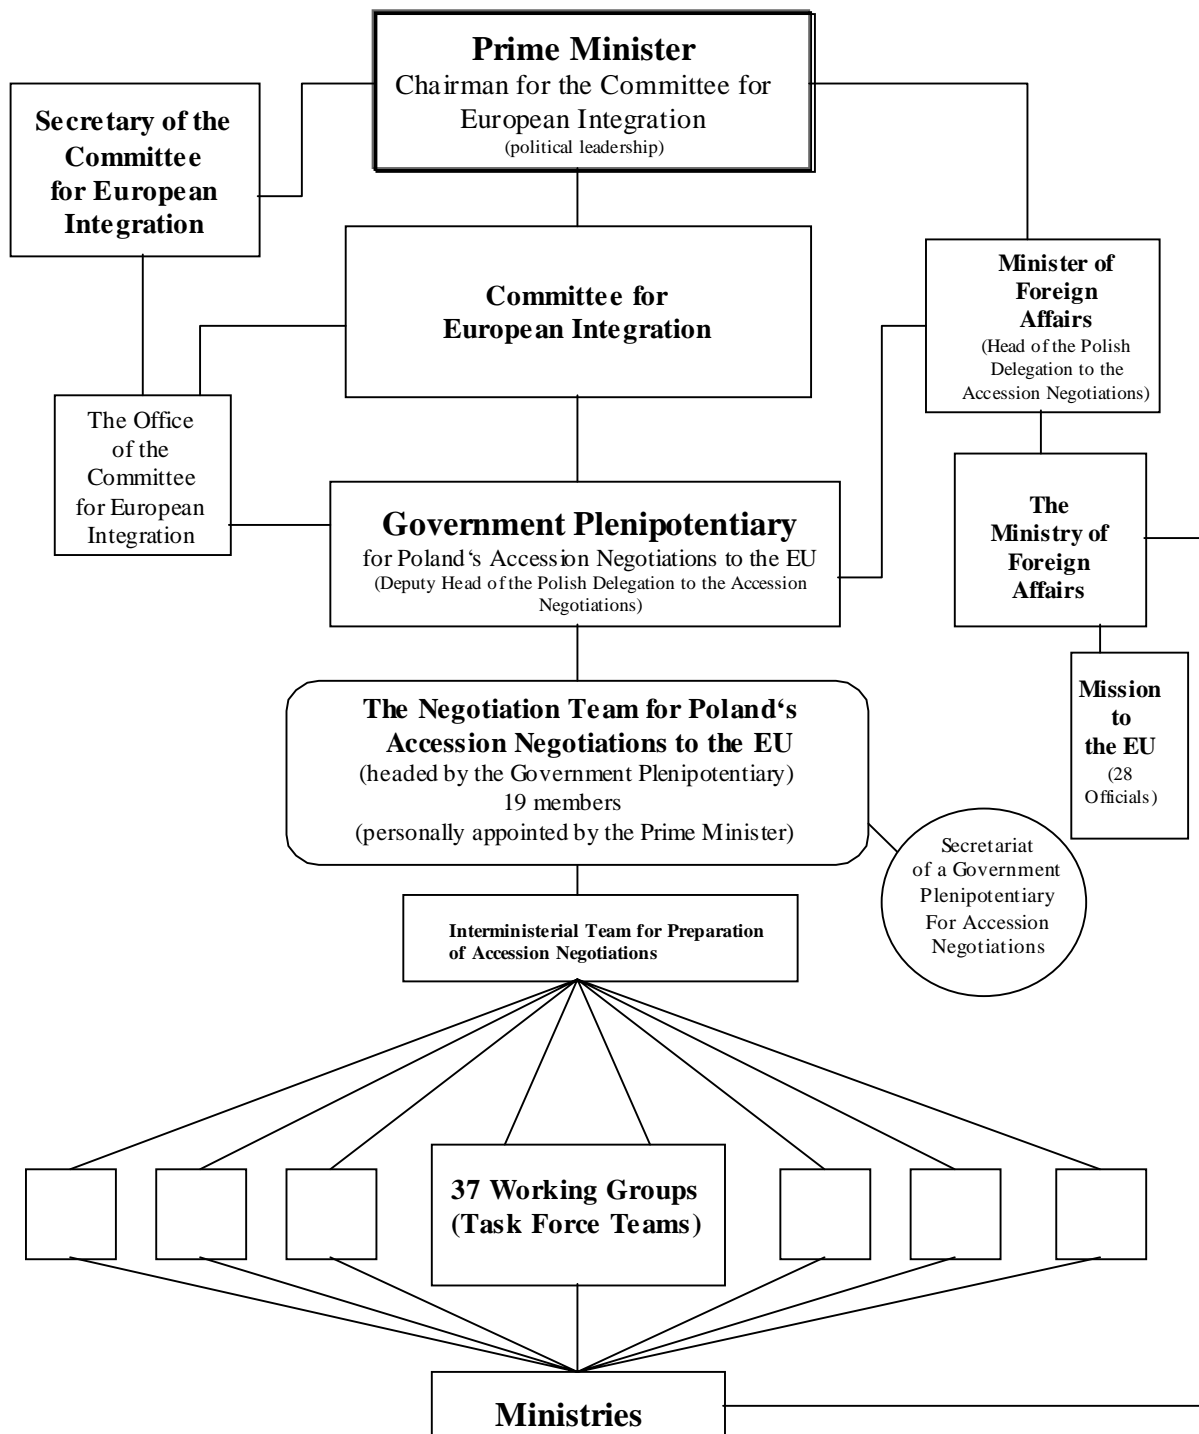 Prime Minister
Chairman for the Committee for
European Integration
(political leadership)
Secretary of the
Committee
for European
Integration
Committee for
European Integration
Minister of
Foreign
Affairs
(Head of the Polish
Delegation to the
Accession Negotiations)
The Office
of the
Committee
for European
Integration
Government Plenipotentiary
for Poland‘s Accession Negotiations to the EU
(Deputy Head of the Polish Delegation to the Accession
Negotiations)
The
Ministry of
Foreign
Affairs
Mission
to
the EU
(28
Officials)
The Negotiation Team for Poland‘s
Accession Negotiations to the EU
(headed by the Government Plenipotentiary)
19 members
(personally appointed by the Prime Minister)
Secretariat
of a Government
Plenipotentiary
For Accession
Negotiations
Interministerial Team for Preparation
of Accession Negotiations
37 Working Groups
(Task Force Teams)
Ministries